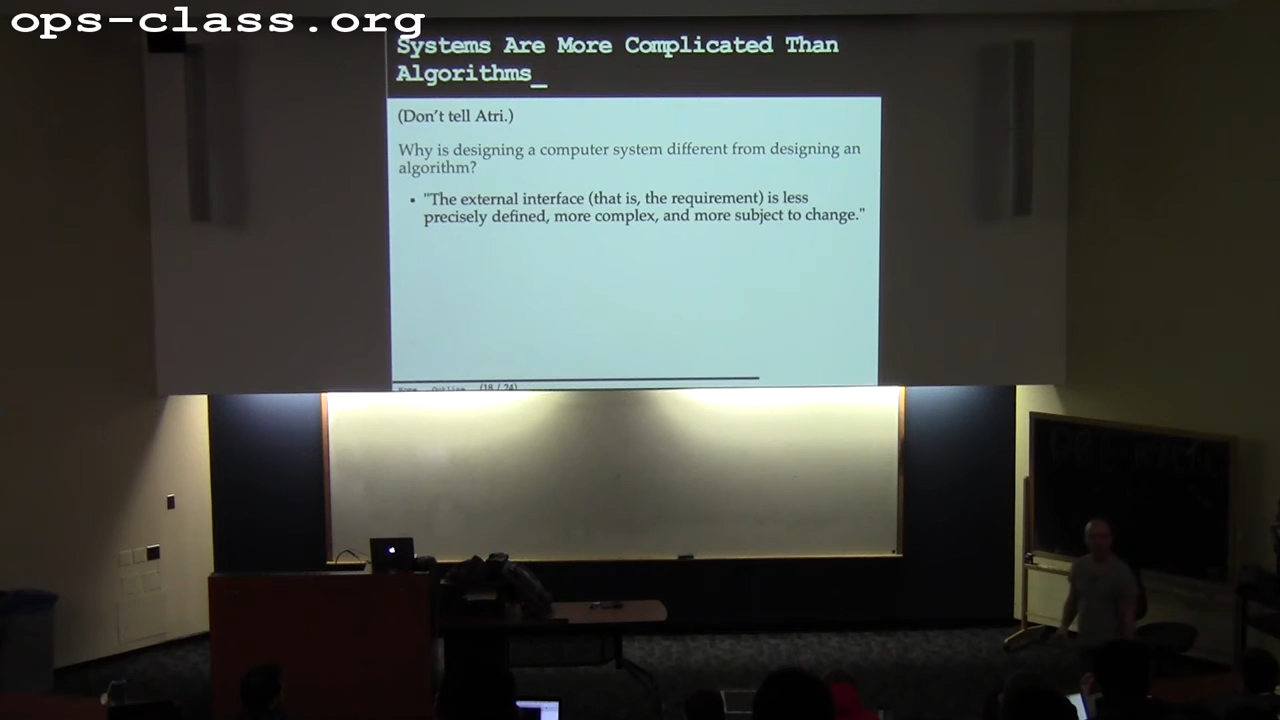 ops-class.org
Systems Are More Complicated Than
Algorithms_
(Don't tell Atri.)
Why is designing a computer system different from designing an
algorithm?
• "The external interface (that is, the requirement) is less
precisely defined, more complex, and more subject to change."
(18 / 24)